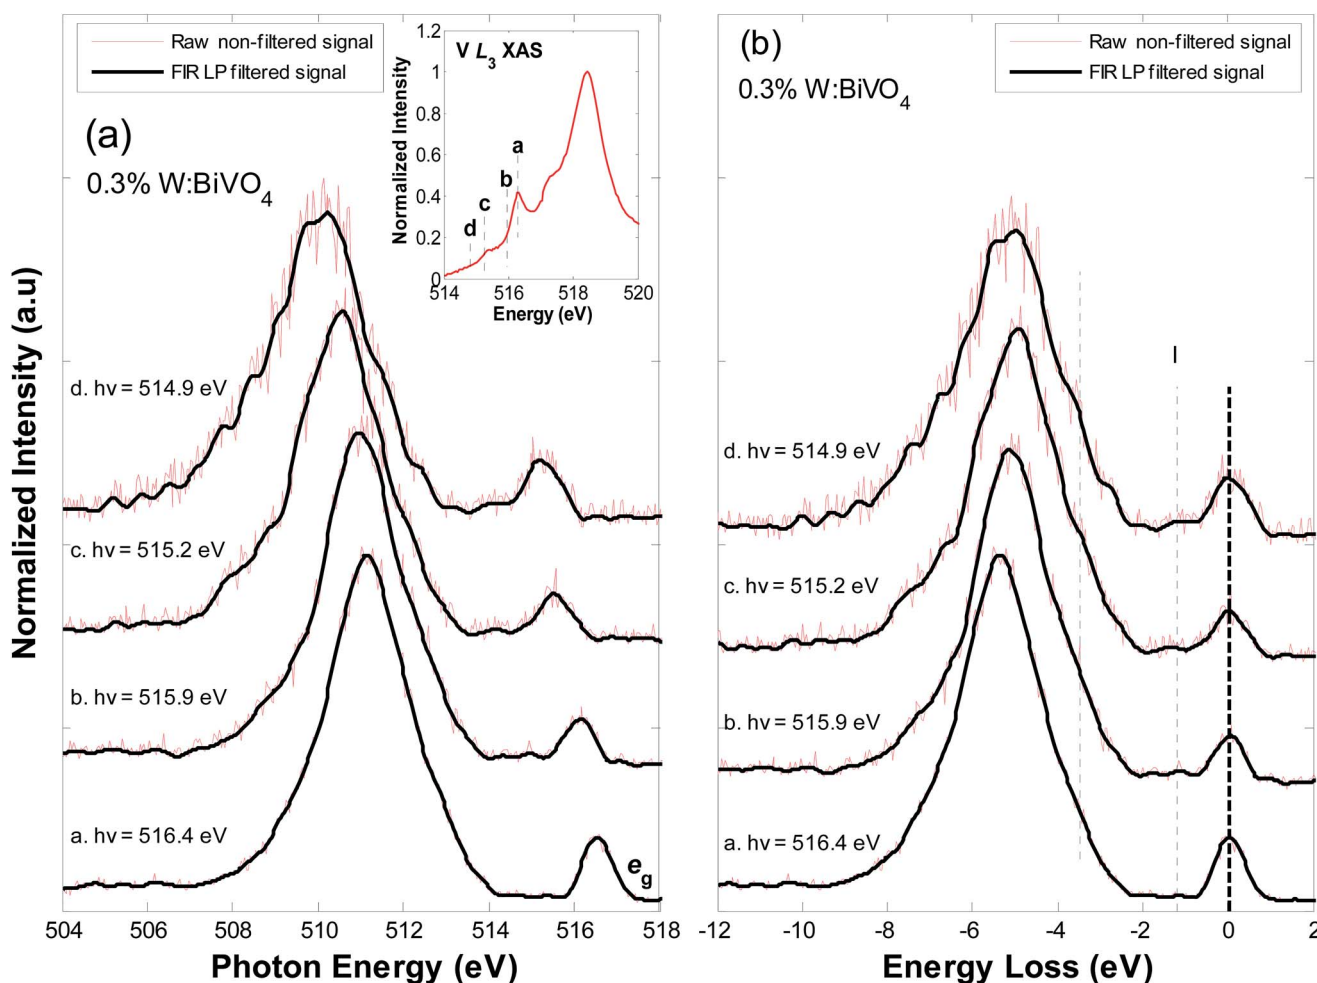 Raw non-filtered signal
FIR LP filtered signal
(a)
0.3% W:BiVO4
V L3 XAS
1.2
1
0.8
0.6
0.4
0.2
0
a
b
c
d
514 516 518 520
Energy (eV)
Normalized Intensity
d. hν = 514.9 eV
c. hν = 515.2 eV
b. hν = 515.9 eV
a. hν = 516.4 eV
eg
504 506 508 510 512 514 516 518
Photon Energy (eV)
Normalized Intensity (a.u)
(b)
0.3% W:BiVO4
Raw non-filtered signal
FIR LP filtered signal
I
d. hν = 514.9 eV
c. hν = 515.2 eV
b. hν = 515.9 eV
a. hν = 516.4 eV
-12 -10 -8 -6 -4 -2 0 2
Energy Loss (eV)